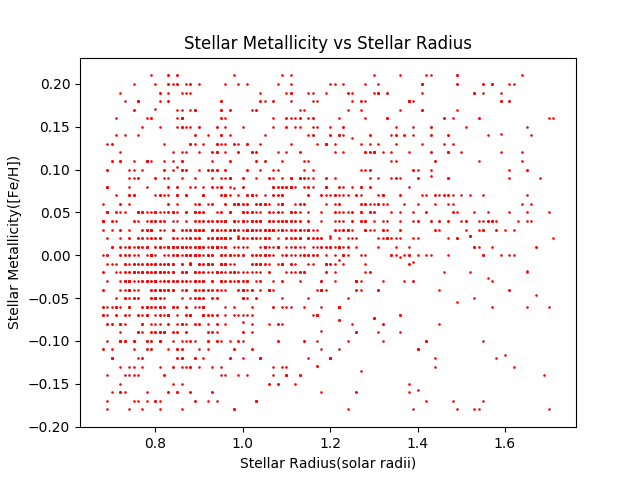 Stellar Metallicity vs Stellar Radius
Stellar Metallicity([Fe/H])
0.20
0.15
0.10
0.05
0.00
−0.05
−0.10
−0.15
−0.20
0.8 1.0 1.2 1.4 1.6
Stellar Radius(solar radii)